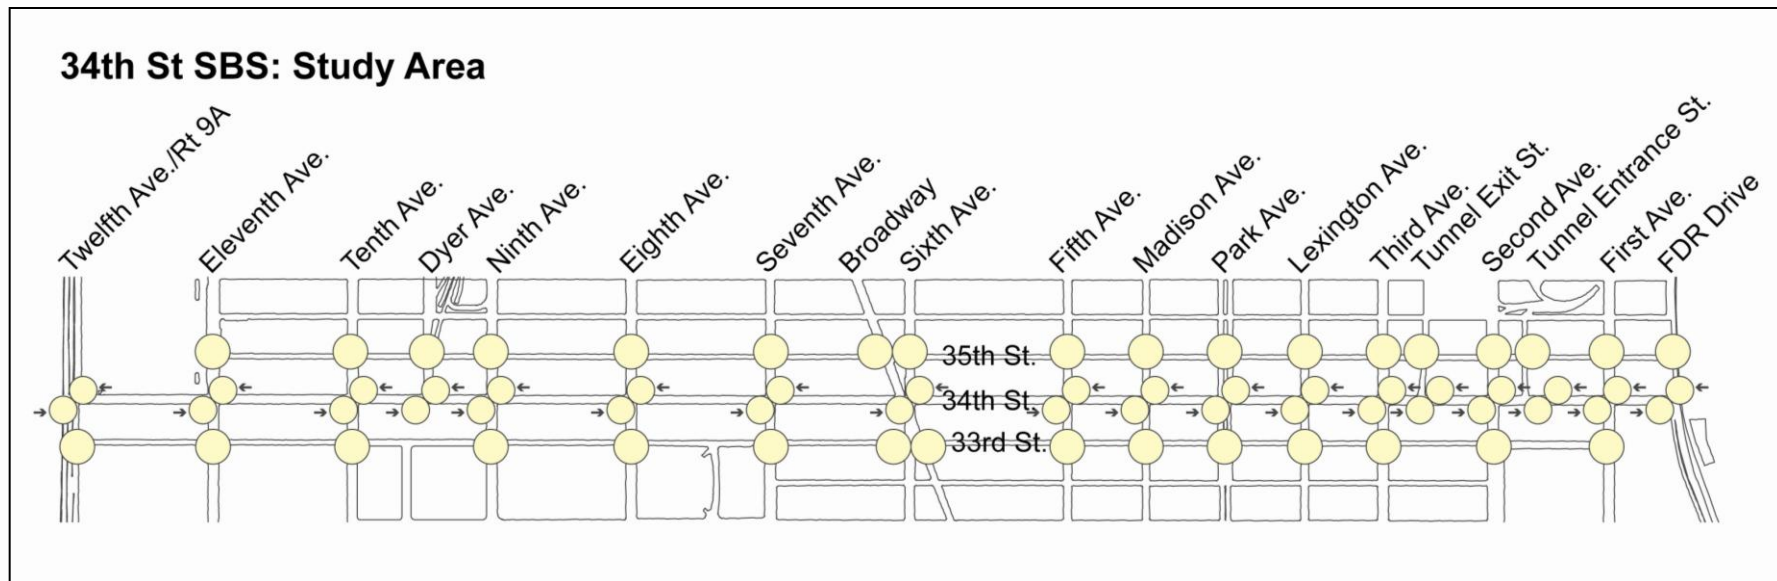 34th St SBS: Study Area
Twelfth Ave./Rt 9A
Eleventh Ave.
Tenth Ave.
Dyer Ave.
Ninth Ave.
Eighth Ave.
Seventh Ave.
Broadway
Sixth Ave.
Fifth Ave.
Madison Ave.
Park Ave.
Lexington Ave.
Third Ave.
Tunnel Exit St.
Second Ave.
Tunnel Entrance St.
First Ave.
FDR Drive
35th St.
34th St.
33rd St.